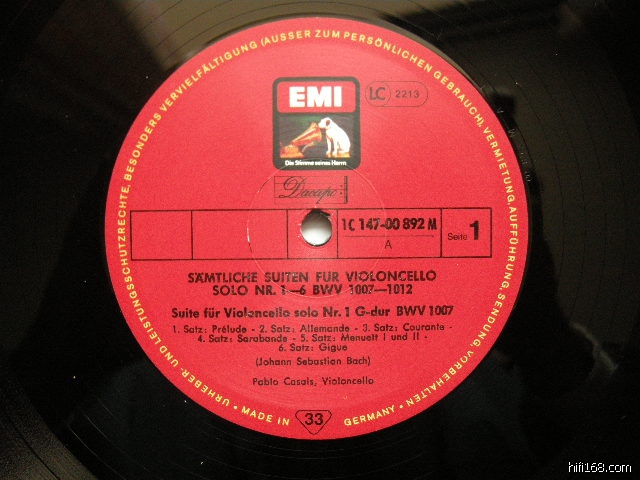 URHEBER- UND LEISTUNGSSCHUTZRECHTE, BESONDERS VERVIELFÄLTIGUNG (AUSSER ZUM PERSÖNLICHEN GEBRAUCH), VERMIETUNG, AUFFÜHRUNG, SENDUNG, VORBEHALTEN •
EMI
LC 2213
Die Stimme seines Herrn
Dacapo
1C 147-00 892 M
A
Seite 1
SÄMTLICHE SUITEN FÜR VIOLONCELLO
SOLO NR. 1—6 BWV 1007—1012
Suite für Violoncello solo Nr. 1 G-dur BWV 1007
1. Satz: Prélude - 2. Satz: Allemande - 3. Satz: Courante -
4. Satz: Sarabande - 5. Satz: Menuett I und II -
6. Satz: Gigue
(Johann Sebastian Bach)
Pablo Casals, Violoncello
• MADE IN 33 GERMANY •
hifi168.com